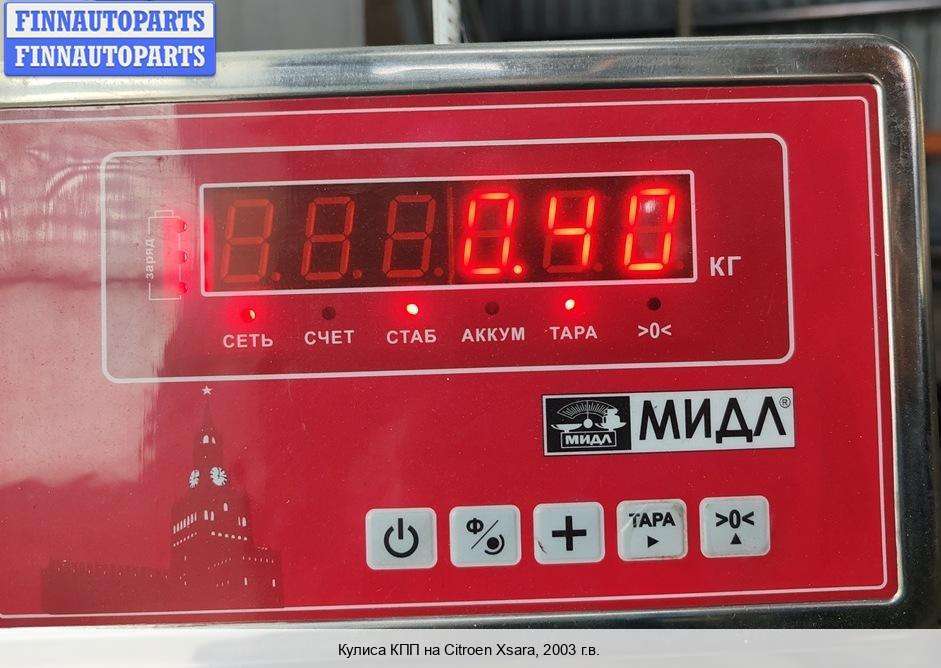 FINNAUTOPARTS
FINNAUTOPARTS
заряд
0.40
КГ
СЕТЬ СЧЕТ СТАБ АККУМ ТАРА >0<
МИДЛ МИДЛ®
Ф + ТАРА >0<
Кулиса КПП на Citroen Xsara, 2003 г.в.